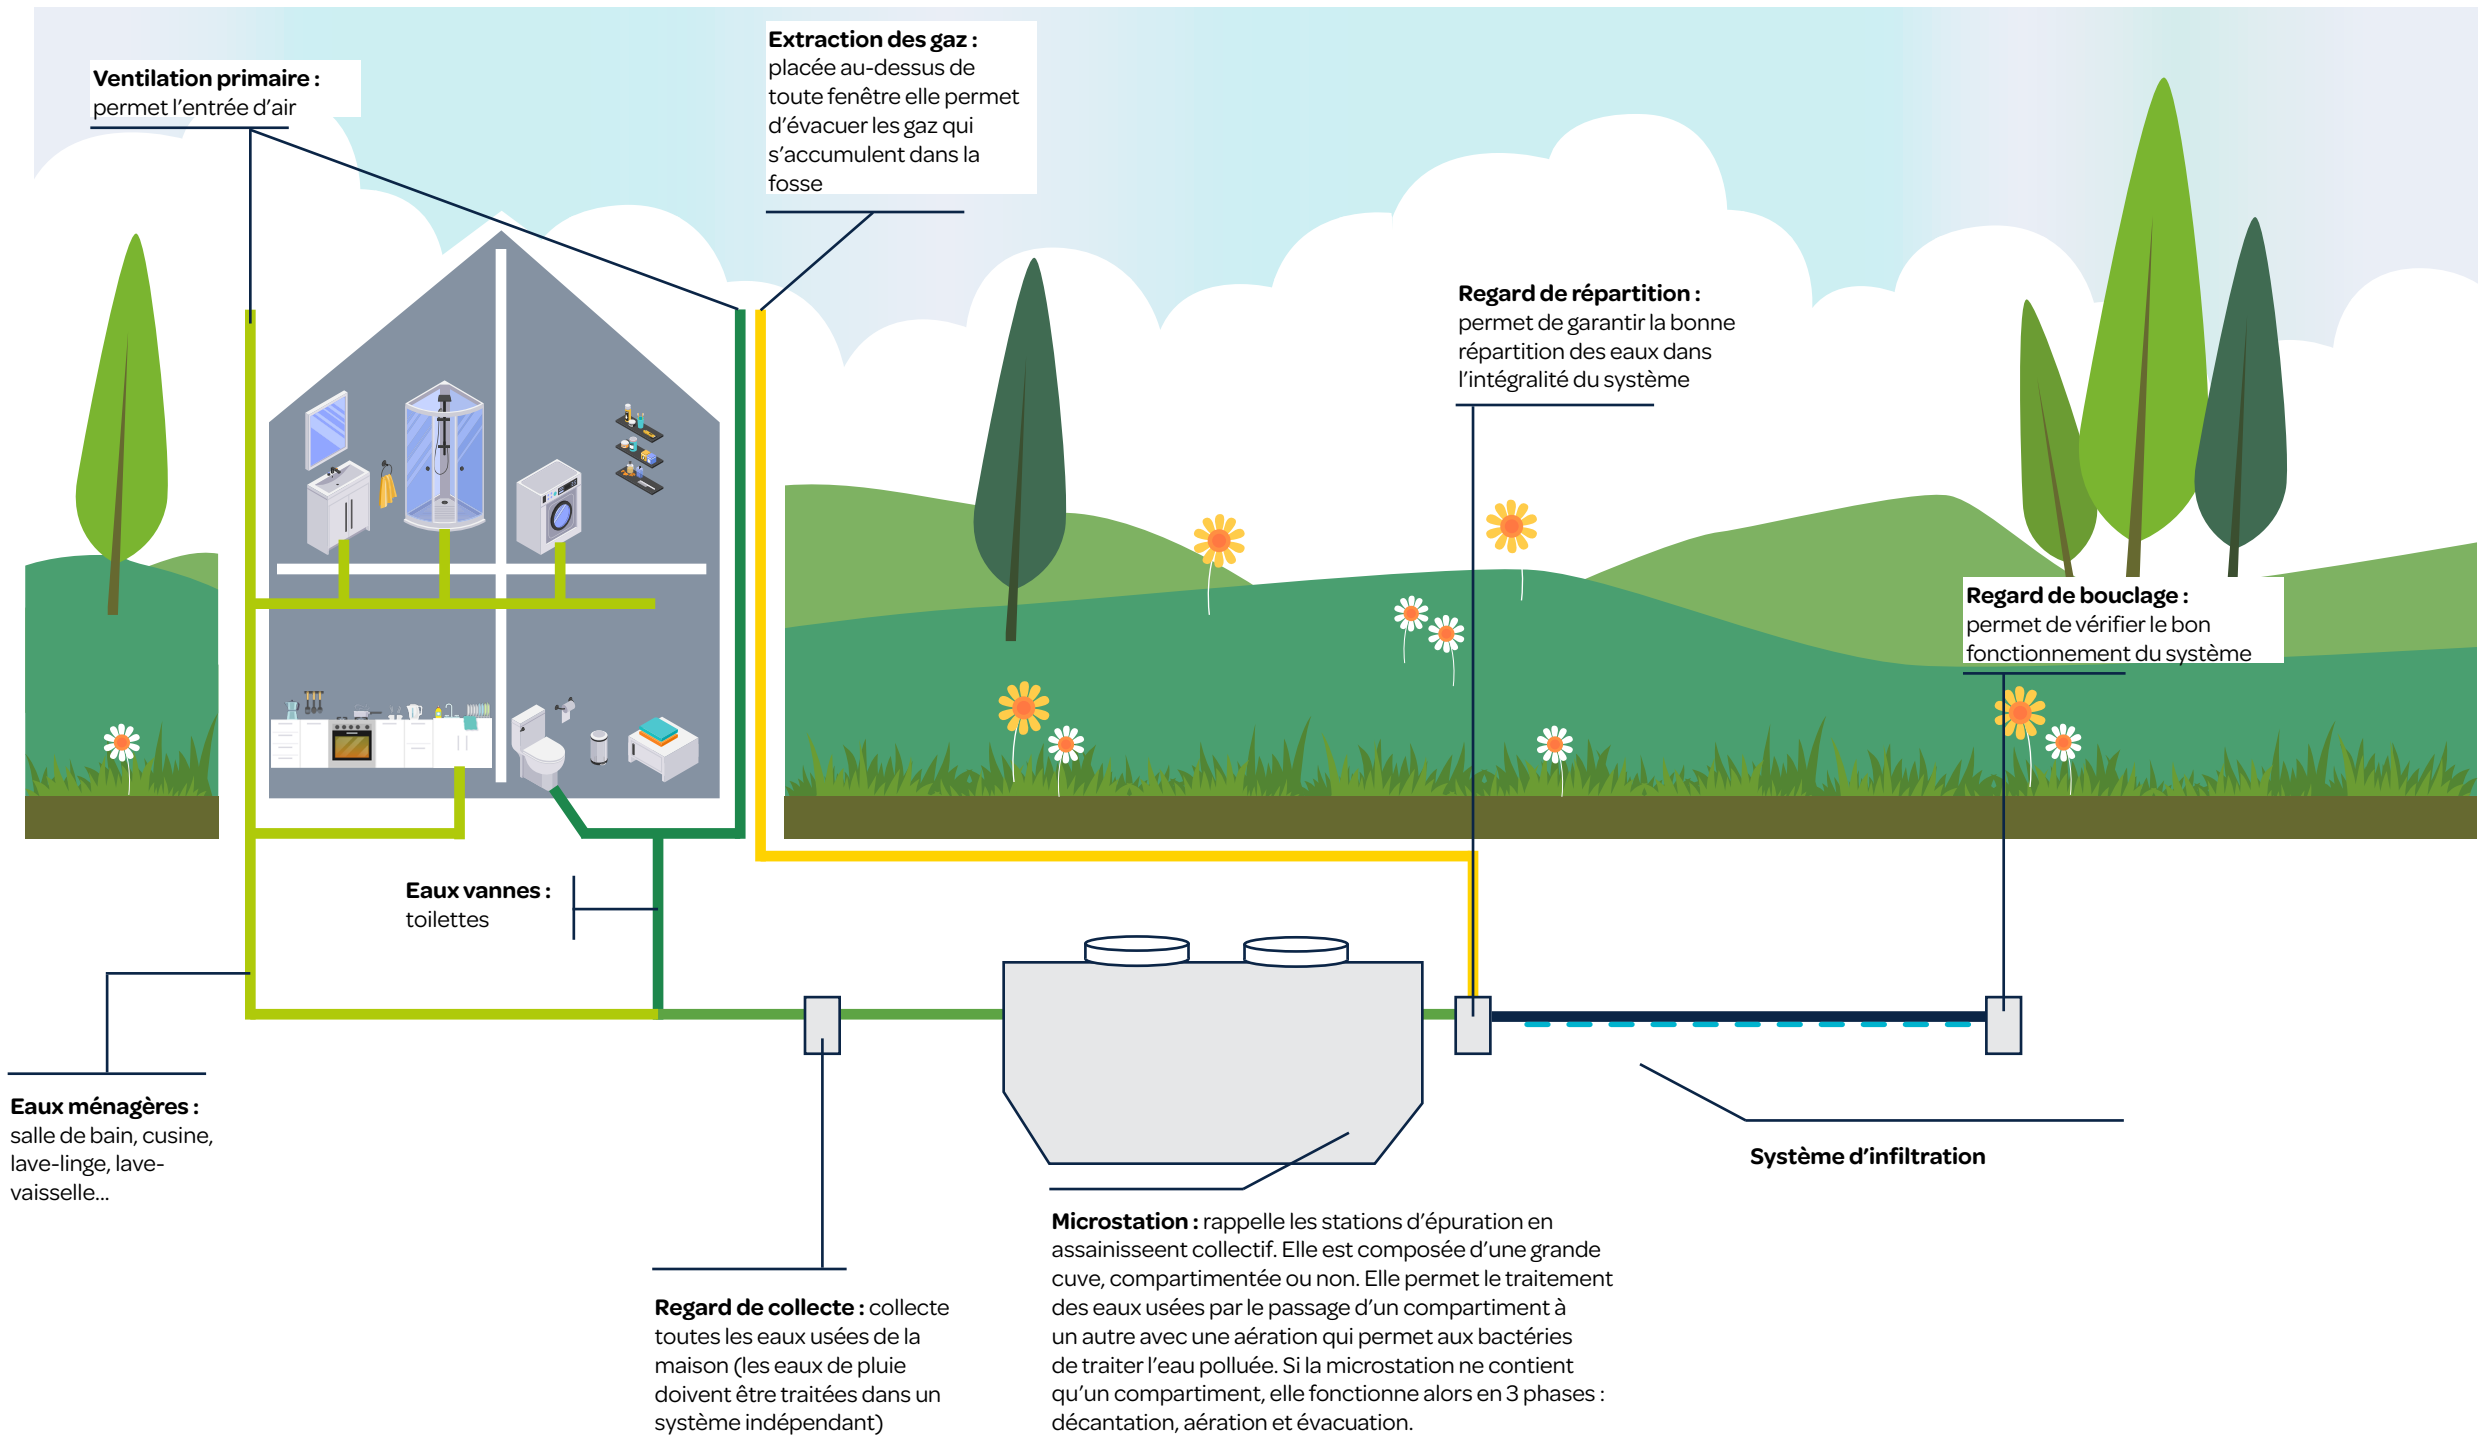 Ventilation primaire :
permet l'entrée d'air
Extraction des gaz :
placée au-dessus de
toute fenêtre elle permet
d'évacuer les gaz qui
s'accumulent dans la
fosse
Regard de répartition :
permet de garantir la bonne
répartition des eaux dans
l'intégralité du système
Regard de bouclage :
permet de vérifier le bon
fonctionnement du système
Eaux vannes :
toilettes
Eaux ménagères :
salle de bain, cusine,
lave-linge, lave-
vaisselle...
Regard de collecte : collecte
toutes les eaux usées de la
maison (les eaux de pluie
doivent être traitées dans un
système indépendant)
Microstation : rappelle les stations d'épuration en
assainisseent collectif. Elle est composée d'une grande
cuve, compartimentée ou non. Elle permet le traitement
des eaux usées par le passage d'un compartiment à
un autre avec une aération qui permet aux bactéries
de traiter l'eau polluée. Si la microstation ne contient
qu'un compartiment, elle fonctionne alors en 3 phases :
décantation, aération et évacuation.
Système d'infiltration